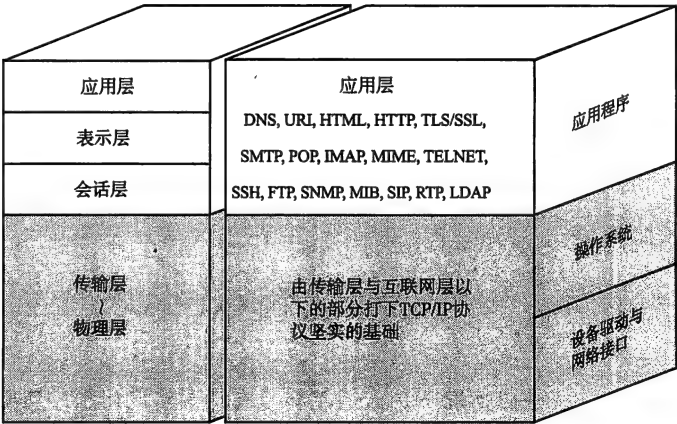 应用层
表示层
会话层
传输层
~
物理层
应用层
DNS, URI, HTML, HTTP, TLS/SSL,
SMTP, POP, IMAP, MIME, TELNET,
SSH, FTP, SNMP, MIB, SIP, RTP, LDAP
由传输层与互联网层以
下的部分打下TCP/IP协
议坚实的基础
应用程序
操作系统
设备驱动与
网络接口